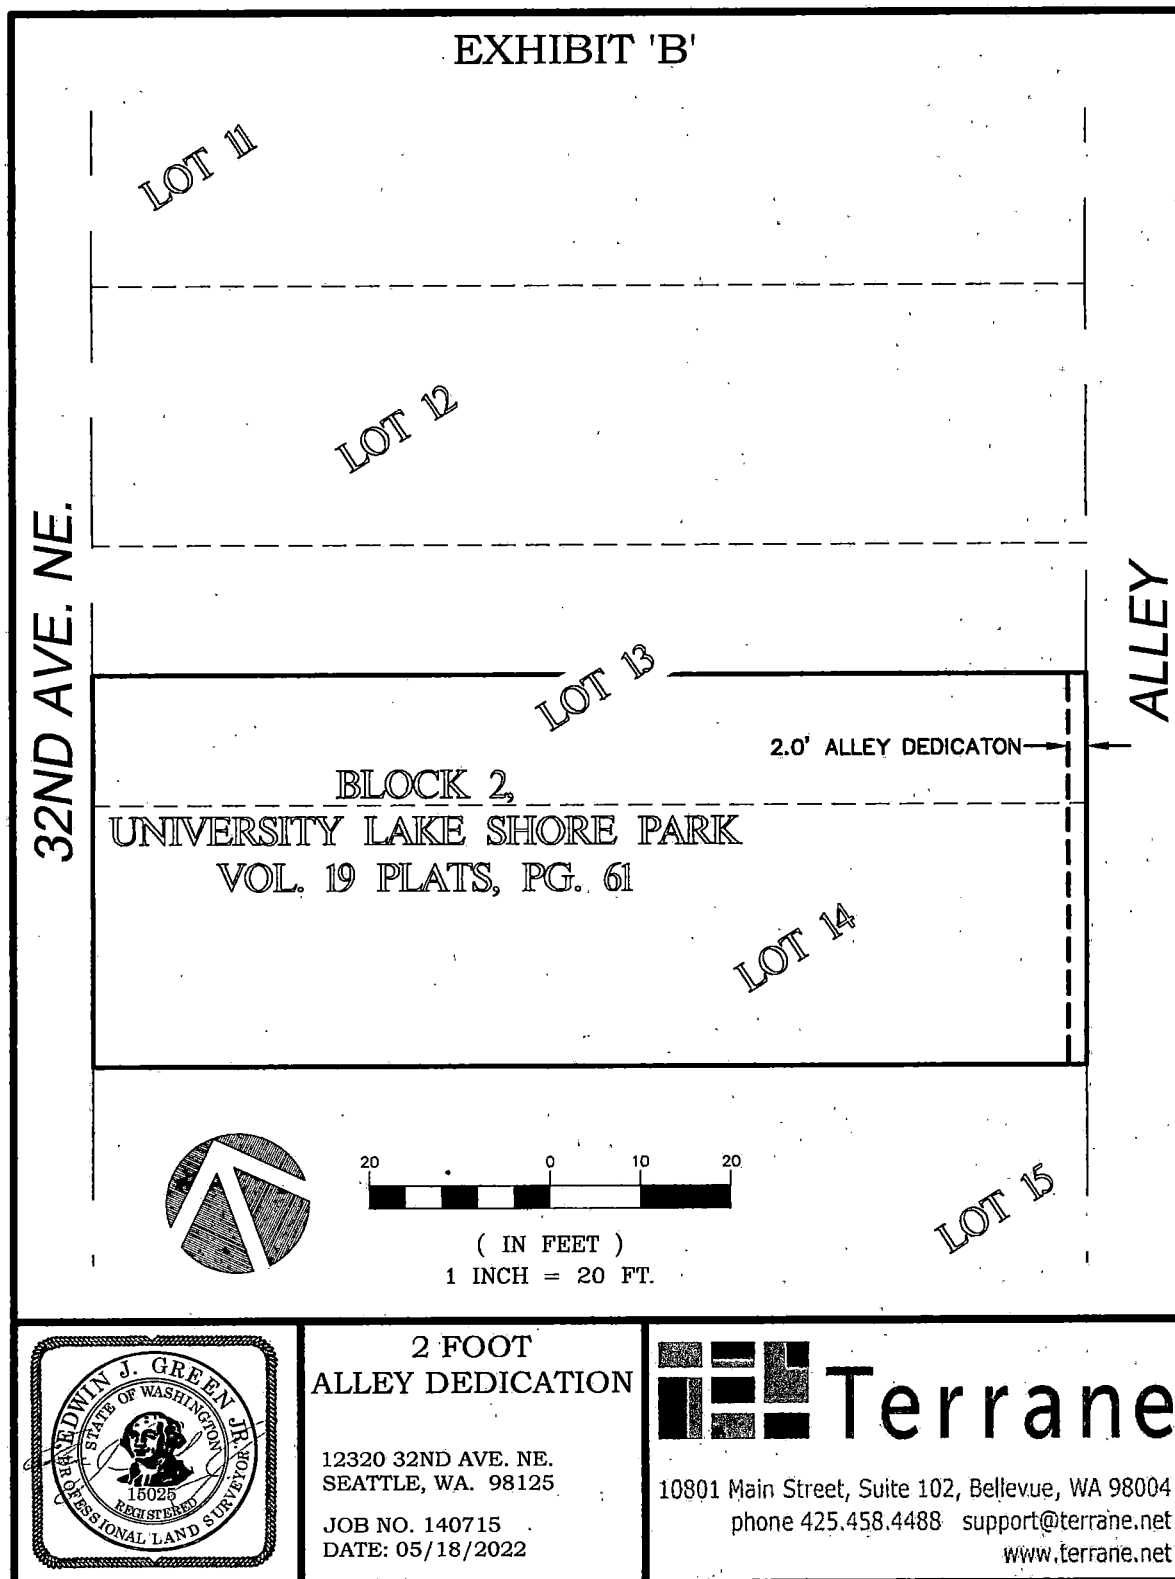 EXHIBIT 'B'
LOT 11
LOT 12
32ND AVE. NE.
ALLEY
LOT 13
2.0' ALLEY DEDICATON
BLOCK 2,
UNIVERSITY LAKE SHORE PARK
VOL. 19 PLATS, PG. 61
LOT 14
LOT 15
20 0 10 20
( IN FEET )
1 INCH = 20 FT.
EDWIN J. GREEN JR.
STATE OF WASHINGTON
15025
REGISTERED
PROFESSIONAL LAND SURVEYOR
2 FOOT
ALLEY DEDICATION
12320 32ND AVE. NE.
SEATTLE, WA. 98125
JOB NO. 140715
DATE: 05/18/2022
Terrane
10801 Main Street, Suite 102, Bellevue, WA 98004
phone 425.458.4488 support@terrane.net
www.terrane.net